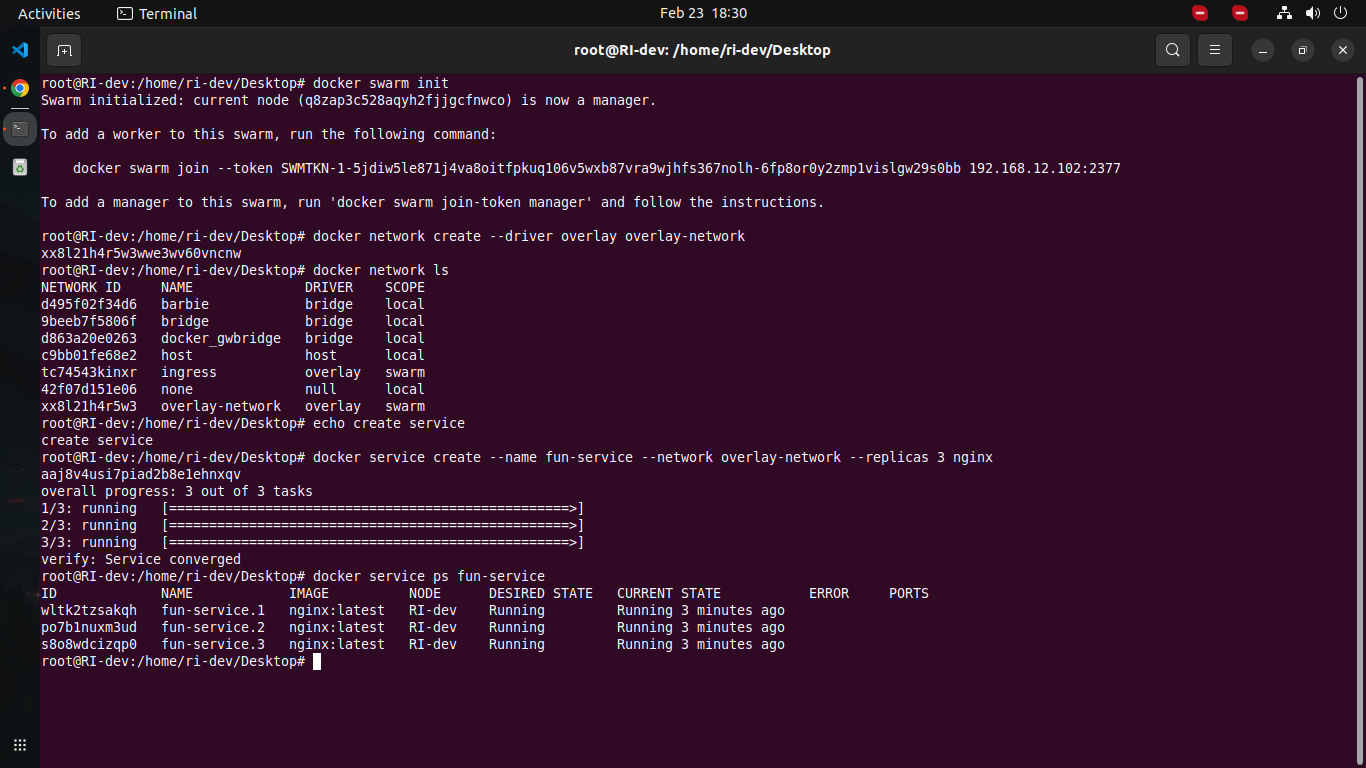 Activities Terminal Feb 23 18:30
root@RI-dev: /home/ri-dev/Desktop
root@RI-dev:/home/ri-dev/Desktop# docker swarm init
Swarm initialized: current node (q8zap3c528aqyh2fjjgcfnwco) is now a manager.
To add a worker to this swarm, run the following command:
docker swarm join --token SWMTKN-1-5jdiw5le871j4va8oitfpkuq106v5wxb87vra9wjhfs367nolh-6fp8or0y2zmp1vislgw29s0bb 192.168.12.102:2377
To add a manager to this swarm, run 'docker swarm join-token manager' and follow the instructions.
root@RI-dev:/home/ri-dev/Desktop# docker network create --driver overlay overlay-network
xx8l21h4r5w3wwe3wv60vncnw
root@RI-dev:/home/ri-dev/Desktop# docker network ls
NETWORK ID NAME DRIVER SCOPE
d495f02f34d6 barbie bridge local
9beeb7f5806f bridge bridge local
d863a20e0263 docker_gwbridge bridge local
c9bb01fe68e2 host host local
tc74543kinxr ingress overlay swarm
42f07d151e06 none null local
xx8l21h4r5w3 overlay-network overlay swarm
root@RI-dev:/home/ri-dev/Desktop# echo create service
create service
root@RI-dev:/home/ri-dev/Desktop# docker service create --name fun-service --network overlay-network --replicas 3 nginx
aaj8v4usi7piad2b8e1ehnxqv
overall progress: 3 out of 3 tasks
1/3: running [==================================================>]
2/3: running [==================================================>]
3/3: running [==================================================>]
verify: Service converged
root@RI-dev:/home/ri-dev/Desktop# docker service ps fun-service
ID NAME IMAGE NODE DESIRED STATE CURRENT STATE ERROR PORTS
wltk2tzsakqh fun-service.1 nginx:latest RI-dev Running Running 3 minutes ago
po7b1nuxm3ud fun-service.2 nginx:latest RI-dev Running Running 3 minutes ago
s8o8wdcizqp0 fun-service.3 nginx:latest RI-dev Running Running 3 minutes ago
root@RI-dev:/home/ri-dev/Desktop#